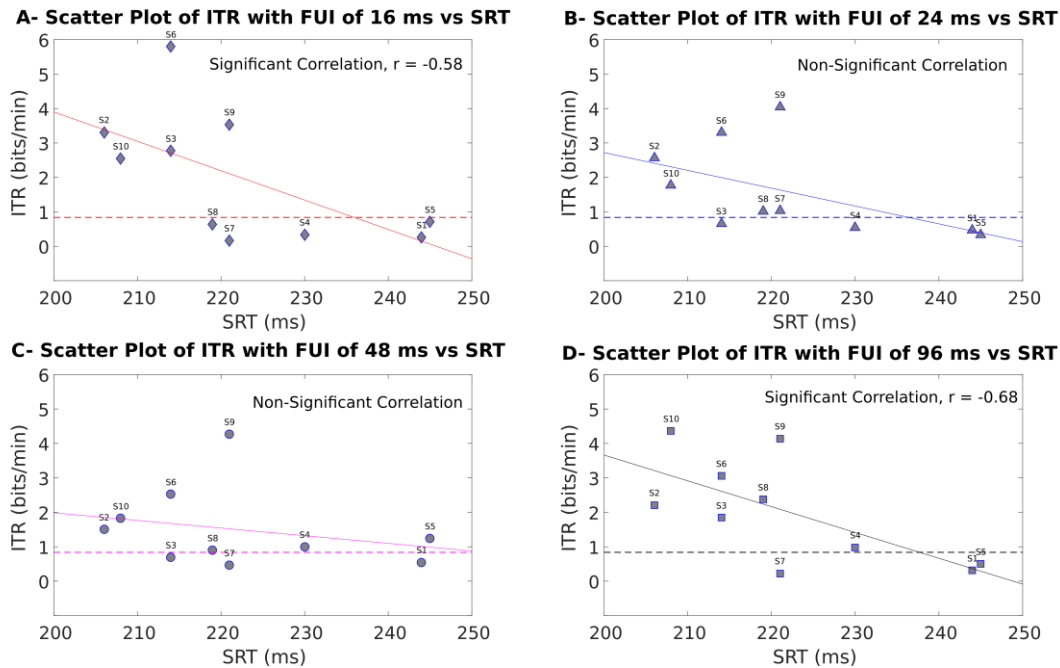 A- Scatter Plot of ITR with FUI of 16 ms vs SRT
Significant Correlation, r = -0.58
ITR (bits/min)
6
5
4
3
2
1
0
S6
S9
S2
S3
S10
S8
S7
S4
S5
S1
200 210 220 230 240 250
SRT (ms)
B- Scatter Plot of ITR with FUI of 24 ms vs SRT
Non-Significant Correlation
ITR (bits/min)
6
5
4
3
2
1
0
S9
S6
S2
S10
S8
S7
S3
S4
S1
S5
200 210 220 230 240 250
SRT (ms)
C- Scatter Plot of ITR with FUI of 48 ms vs SRT
Non-Significant Correlation
ITR (bits/min)
6
5
4
3
2
1
0
S9
S6
S10
S2
S5
S4
S8
S3
S7
S1
200 210 220 230 240 250
SRT (ms)
D- Scatter Plot of ITR with FUI of 96 ms vs SRT
Significant Correlation, r = -0.68
ITR (bits/min)
6
5
4
3
2
1
0
S10
S9
S6
S8
S2
S3
S4
S5
S1
S7
200 210 220 230 240 250
SRT (ms)